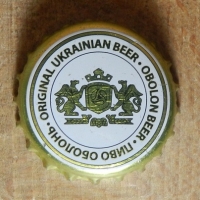 • ORIGINAL UKRAINIAN BEER • OBOLON BEER • ПИВО ОБОЛОНЬ